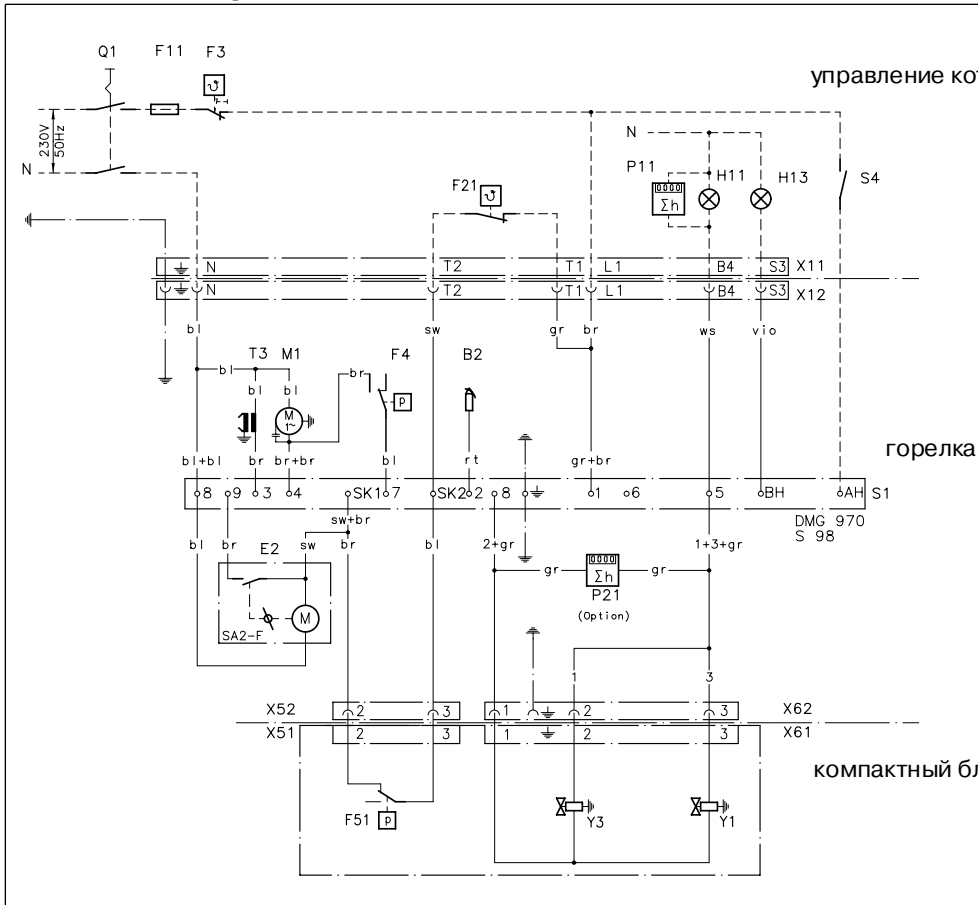 Q1 F11 F3
управление кот
230V
50Hz
N
N
P11 H11 H13 S4
0000
Σh
F21
N T2 T1 L1 B4 S3 X11
N T2 T1 L1 B4 S3 X12
bl sw gr br ws vio
T3 M1 F4 B2
bl br
bl bl
M
1~
P
горелка
bl+bl br br+br bl rt gr+br
8 9 3 4 SK1 7 SK2 2 8 1 6 5 BH AH S1
DMG 970
S 98
sw+br
bl br sw br bl 2+gr 1+3+gr
E2
0000
gr Σh gr
P21
(Option)
M
SA2-F
1 3
X52 2 3 1 2 3 X62
X51 2 3 1 2 3 X61
компактный бл
F51 P Y3 Y1